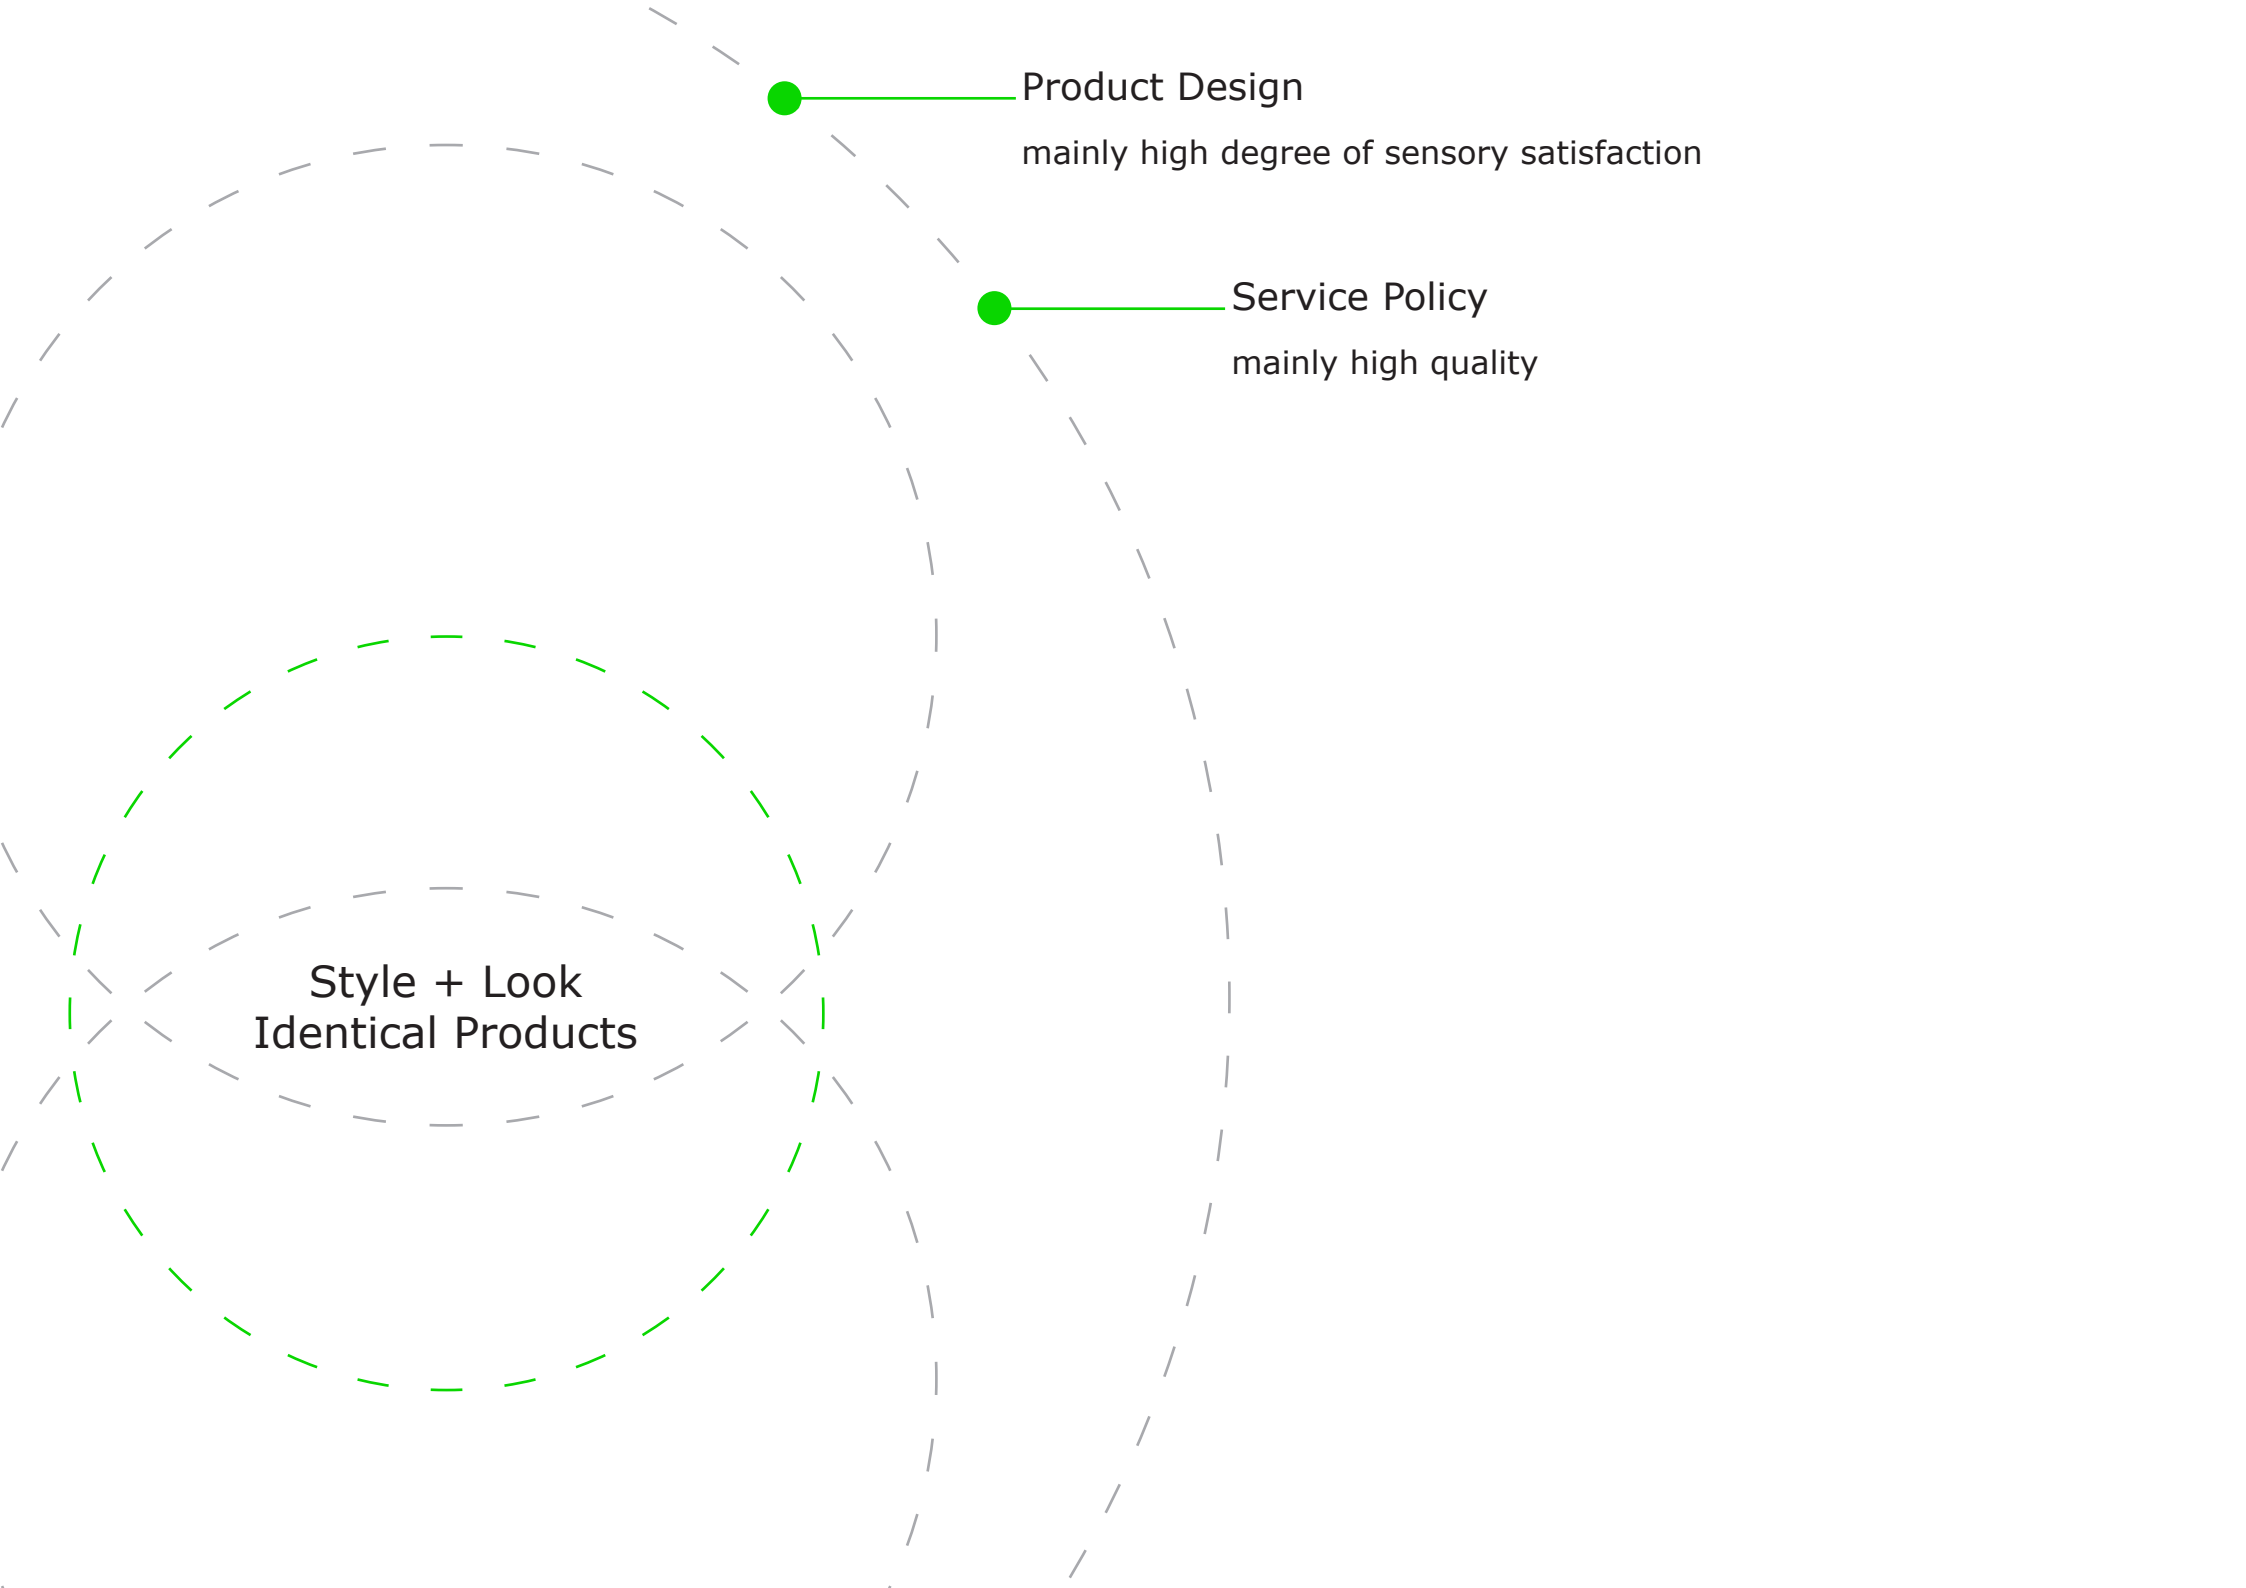 Product Design
mainly high degree of sensory satisfaction
Service Policy
mainly high quality
Style + Look
Identical Products